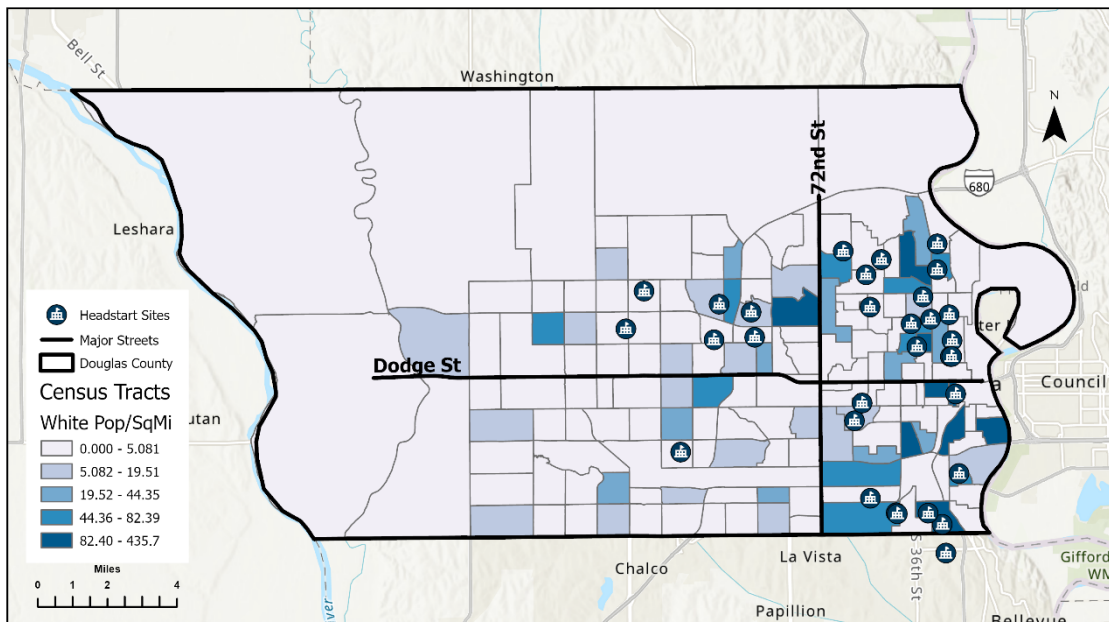 Bell St
Washington
N
680
72nd St
Leshara
Dodge St
Council
Headstart Sites
Major Streets
Douglas County
Census Tracts
White Pop/SqMi
0.000 - 5.081
5.082 - 19.51
19.52 - 44.35
44.36 - 82.39
82.40 - 435.7
Miles
0 1 2 4
utan
ter
a
La Vista
Chalco
S 36th St
Gifford
WM
Papillion
Bellevue
ver